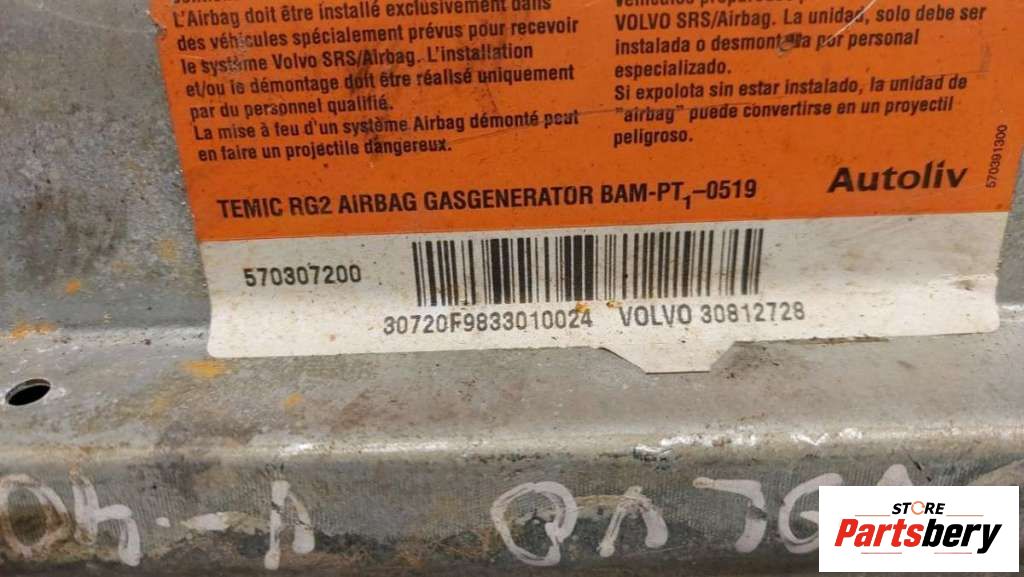 L'Airbag doit être installé exclusivement dans
des véhicules spécialement prévus pour recevoir
le système Volvo SRS/Airbag. L'installation
et/ou le démontage doit être réalisé uniquement
par du personnel qualifié.
La mise à feu d'un système Airbag démonté peut
en faire un projectile dangereux.
VOLVO SRS/Airbag. La unidad, solo debe ser
instalada o desmontada por personal
especializado.
Si expolota sin estar instalado, la unidad de
"airbag" puede convertirse en un proyectil
peligroso.
Autoliv
570391300
TEMIC RG2 AIRBAG GASGENERATOR BAM-PT1-0519
570307200
30720F9833010024 VOLVO 30812728
STORE
Partsbery